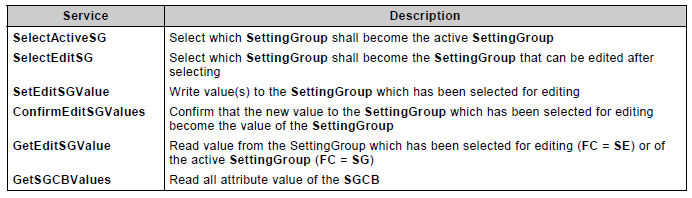 Service Description
SelectActiveSG Select which SettingGroup shall become the active SettingGroup
SelectEditSG Select which SettingGroup shall become the SettingGroup that can be edited after
selecting
SetEditSGValue Write value(s) to the SettingGroup which has been selected for editing
ConfirmEditSGValues Confirm that the new value to the SettingGroup which has been selected for editing
become the value of the SettingGroup
GetEditSGValue Read value from the SettingGroup which has been selected for editing (FC = SE) or of
the active SettingGroup (FC = SG)
GetSGCBValues Read all attribute value of the SGCB